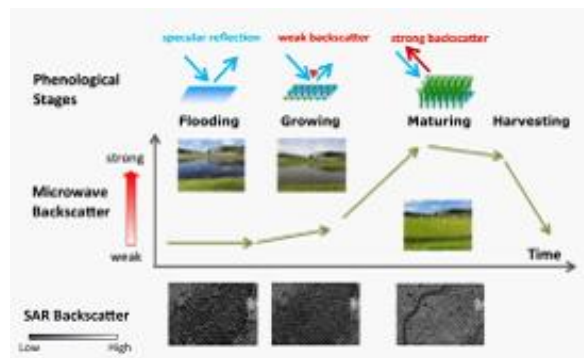 specular reflection
weak backscatter
strong backscatter
Phenological
Stages
Flooding
Growing
Maturing
Harvesting
strong
Microwave
Backscatter
weak
Time
SAR Backscatter
Low
High